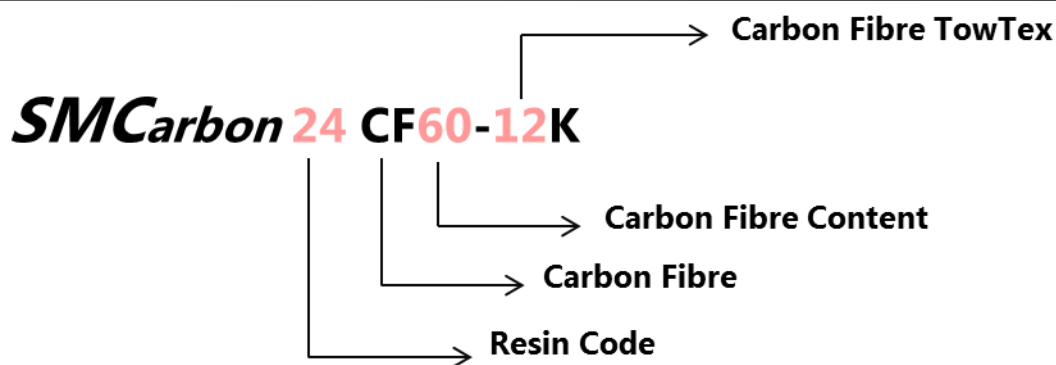 Carbon Fibre TowTex
SMCarbon 24 CF60-12K
Carbon Fibre Content
Carbon Fibre
Resin Code